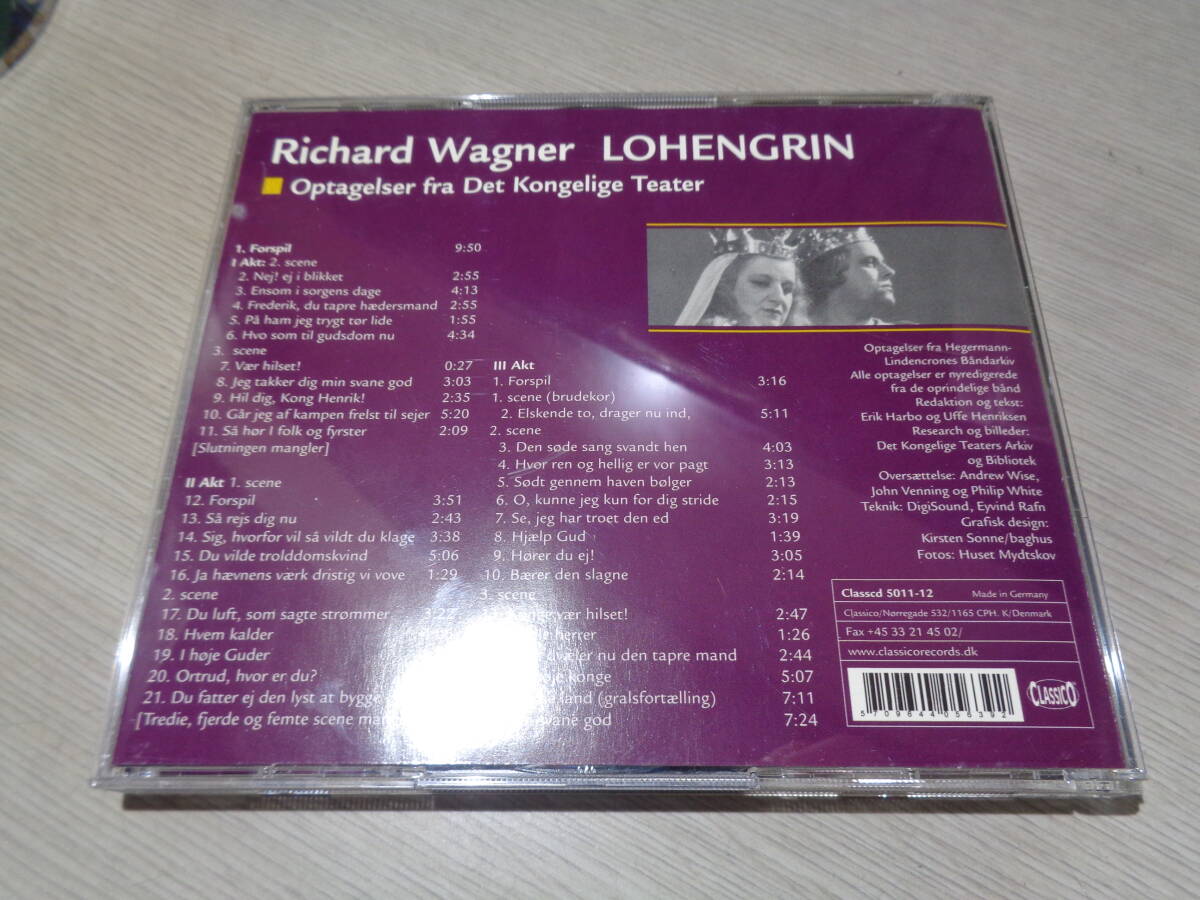 Richard Wagner LOHENGRIN
Optagelser fra Det Kongelige Teater
1. Forspil 9:50
I Akt: 2. scene
2. Nej! ej i blikket 2:55
3. Ensom i sorgens dage 4:13
4. Frederik, du tapre hædersmand 2:55
5. På ham jeg trygt tør lide 1:55
6. Hvo som til gudsdom nu 4:34
3. scene
7. Vær hilset! 0:27
8. Jeg takker dig min svane god 3:03
9. Hil dig, Kong Henrik! 2:35
10. Går jeg af kampen frelst til sejer 5:20
11. Så hør I folk og fyrster 2:09
[Slutningen mangler]
II Akt 1. scene
12. Forspil 3:51
13. Så rejs dig nu 2:43
14. Sig, hvorfor vil så vildt du klage 3:38
15. Du vilde trolddomskvind 5:06
16. Ja hævnens værk dristig vi vove 1:29
2. scene
17. Du luft, som sagte strømmer 3:27
18. Hvem kalder
19. I høje Guder
20. Ortrud, hvor er du?
21. Du fatter ej den lyst at bygge
[Tredie, fjerde og femte scene
III Akt
1. Forspil 3:16
1. scene (brudekor)
2. Elskende to, drager nu ind, 5:11
2. scene
3. Den søde sang svandt hen 4:03
4. Hvor ren og hellig er vor pagt 3:13
5. Sødt gennem haven bølger 2:13
6. O, kunne jeg kun for dig stride 2:15
7. Se, jeg har troet den ed 3:19
8. Hjælp Gud 1:39
9. Hører du ej! 3:05
10. Bærer den slagne 2:14
3. scene
vær hilset! 2:47
herrer 1:26
dvæler nu den tapre mand 2:44
konge 5:07
land (gralsfortælling) 7:11
svane god 7:24
Optagelser fra Hegermann-
Lindencrones Båndarkiv
Alle optagelser er nyredigerede
fra de oprindelige bånd
Redaktion og tekst:
Erik Harbo og Uffe Henriksen
Research og billeder:
Det Kongelige Teaters Arkiv
og Bibliotek
Oversættelse: Andrew Wise,
John Venning og Philip White
Teknik: DigiSound, Eyvind Rafn
Grafisk design:
Kirsten Sonne/baghus
Fotos: Huset Mydtskov
Classcd 5011-12 Made in Germany
Classico/Nørregade 532/1165 CPH. K/Denmark
Fax +45 33 21 45 02/
www.classicorecords.dk
5 709644 056392
CLASSICO